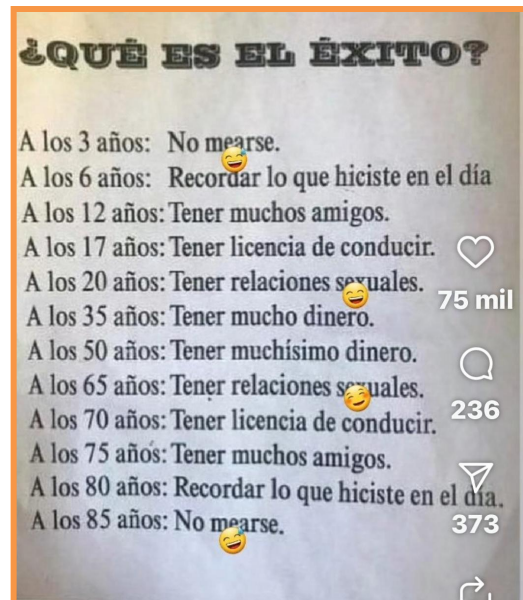 ¿QUÉ ES EL ÉXITO?
A los 3 años: No mearse.
A los 6 años: Recordar lo que hiciste en el día
A los 12 años: Tener muchos amigos.
A los 17 años: Tener licencia de conducir.
A los 20 años: Tener relaciones sexuales.
75 mil
A los 35 años: Tener mucho dinero.
A los 50 años: Tener muchísimo dinero.
A los 65 años: Tener relaciones sexuales.
236
A los 70 años: Tener licencia de conducir.
A los 75 años: Tener muchos amigos.
A los 80 años: Recordar lo que hiciste en el día.
A los 85 años: No mearse.
373